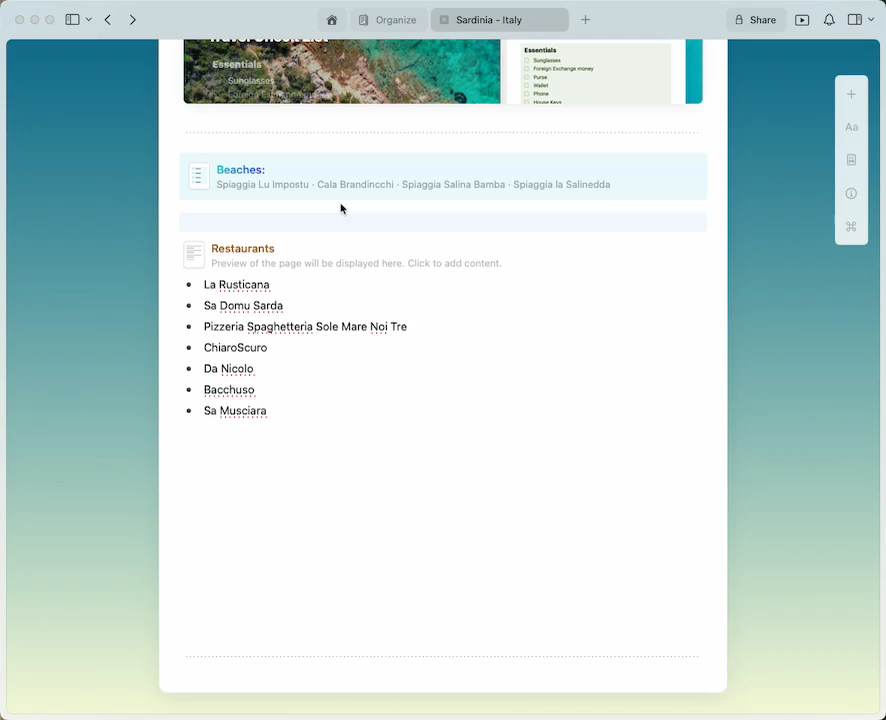 Organize
Sardinia - Italy
Share
Essentials
Sunglasses
Essentials
Sunglasses
Foreign Exchange money
Purse
Wallet
Phone
House Keys
Aa
Beaches:
Spiaggia Lu Impostu · Cala Brandincchi · Spiaggia Salina Bamba · Spiaggia la Salinedda
Restaurants
Preview of the page will be displayed here. Click to add content.
La Rusticana
Sa Domu Sarda
Pizzeria Spaghetteria Sole Mare Noi Tre
ChiaroScuro
Da Nicolo
Bacchuso
Sa Musciara